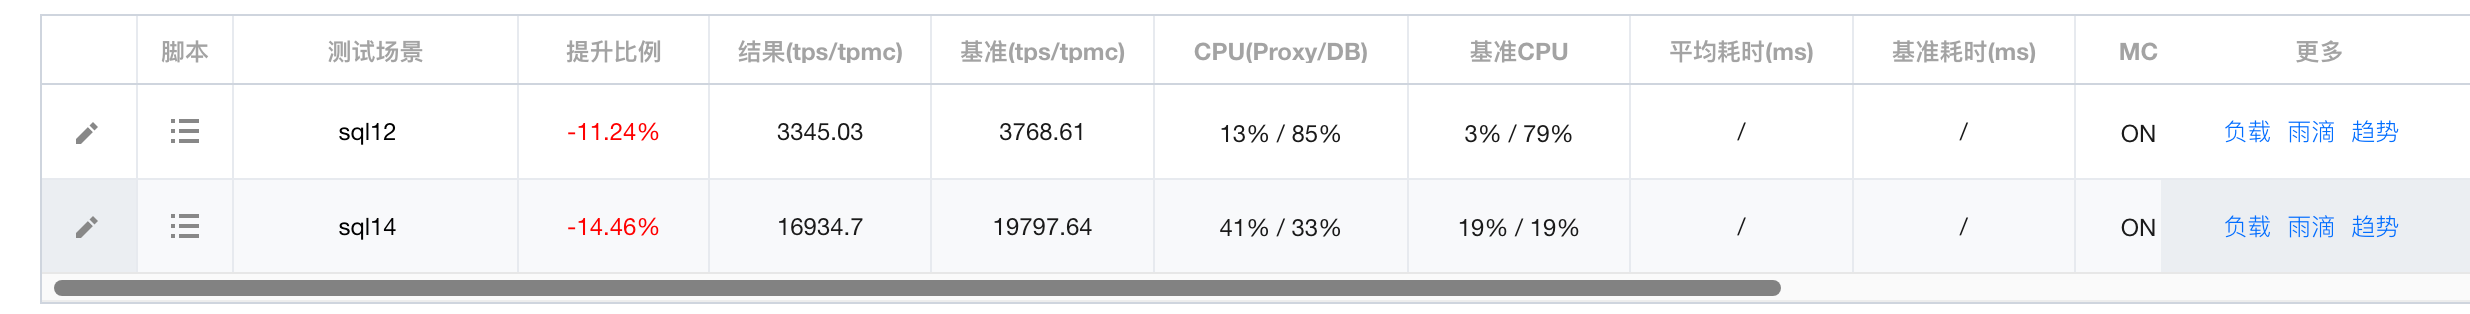 脚本 测试场景 提升比例 结果(tps/tpmc) 基准(tps/tpmc) CPU(Proxy/DB) 基准CPU 平均耗时(ms) 基准耗时(ms) MC 更多
sql12 -11.24% 3345.03 3768.61 13% / 85% 3% / 79% / / ON 负载 雨滴 趋势
sql14 -14.46% 16934.7 19797.64 41% / 33% 19% / 19% / / ON 负载 雨滴 趋势